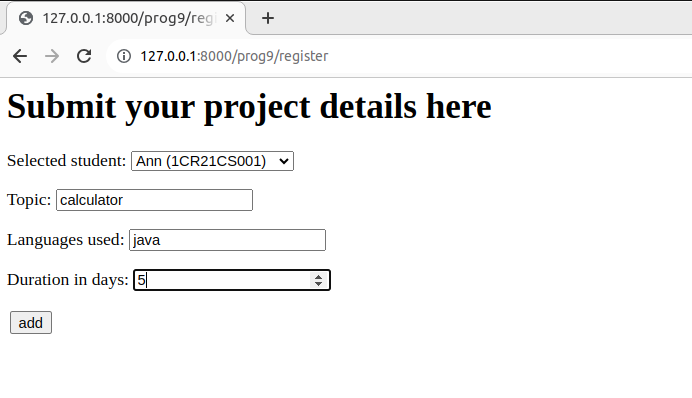 127.0.0.1:8000/prog9/regi
127.0.0.1:8000/prog9/register
Submit your project details here
Selected student: Ann (1CR21CS001)
Topic: calculator
Languages used: java
Duration in days: 5
add